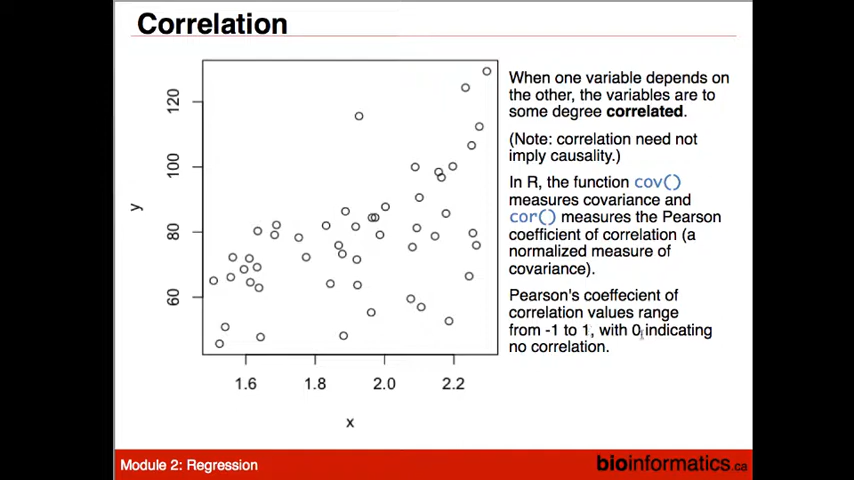 Correlation
When one variable depends on
the other, the variables are to
some degree correlated.
(Note: correlation need not
imply causality.)
In R, the function cov()
measures covariance and
cor() measures the Pearson
coefficient of correlation (a
normalized measure of
covariance).
Pearson's coeffecient of
correlation values range
from -1 to 1, with 0 indicating
no correlation.
120
100
80
60
y
1.6 1.8 2.0 2.2
x
Module 2: Regression
bioinformatics.ca